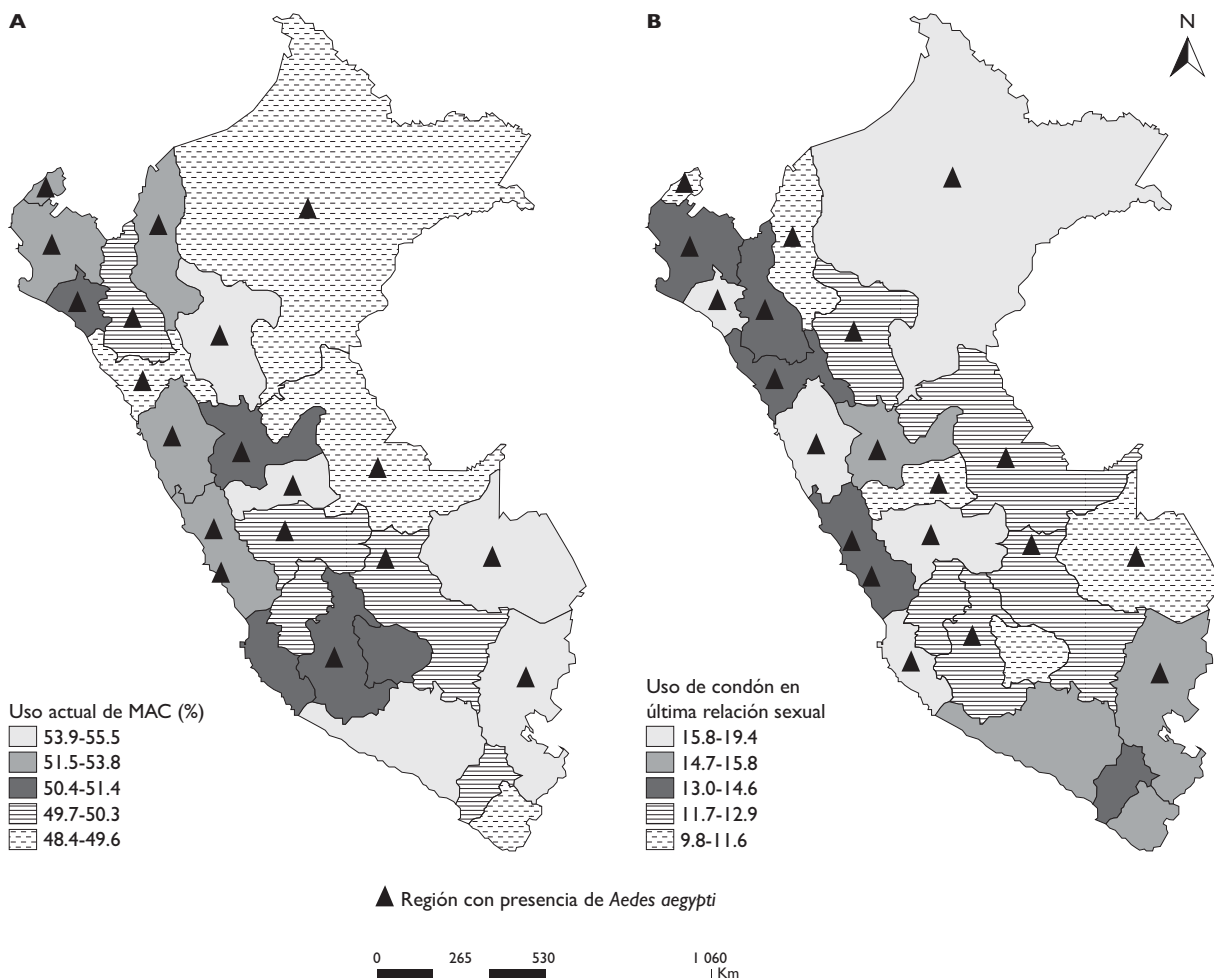 A
B
N
Uso actual de MAC (%)
53.9-55.5
51.5-53.8
50.4-51.4
49.7-50.3
48.4-49.6
Uso de condón en
última relación sexual
15.8-19.4
14.7-15.8
13.0-14.6
11.7-12.9
9.8-11.6
Región con presencia de Aedes aegypti
0 265 530 1 060
Km